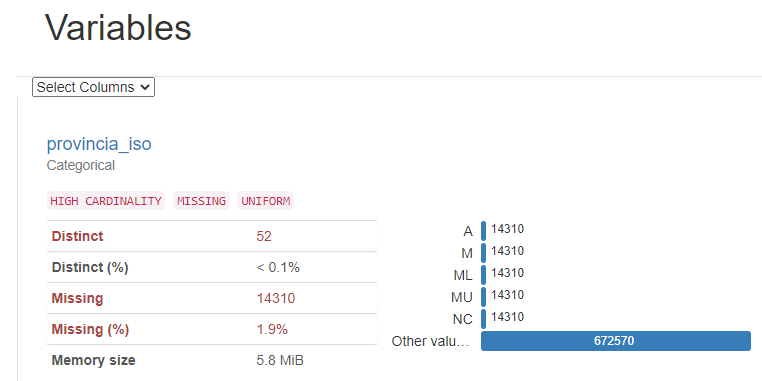 Variables
Select Columns
provincia_iso
Categorical
HIGH CARDINALITY MISSING UNIFORM
Distinct 52
Distinct (%) < 0.1%
Missing 14310
Missing (%) 1.9%
Memory size 5.8 MiB
A 14310
M 14310
ML 14310
MU 14310
NC 14310
Other valu… 672570